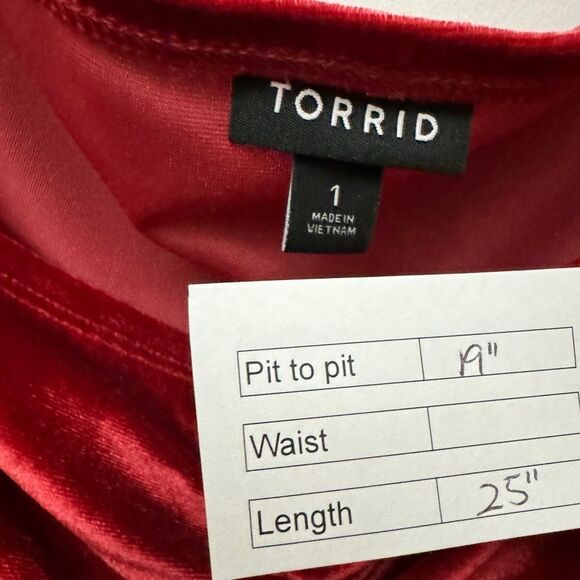 TORRID
1
MADE IN
VIETNAM
Pit to pit 19"
Waist
Length 25"